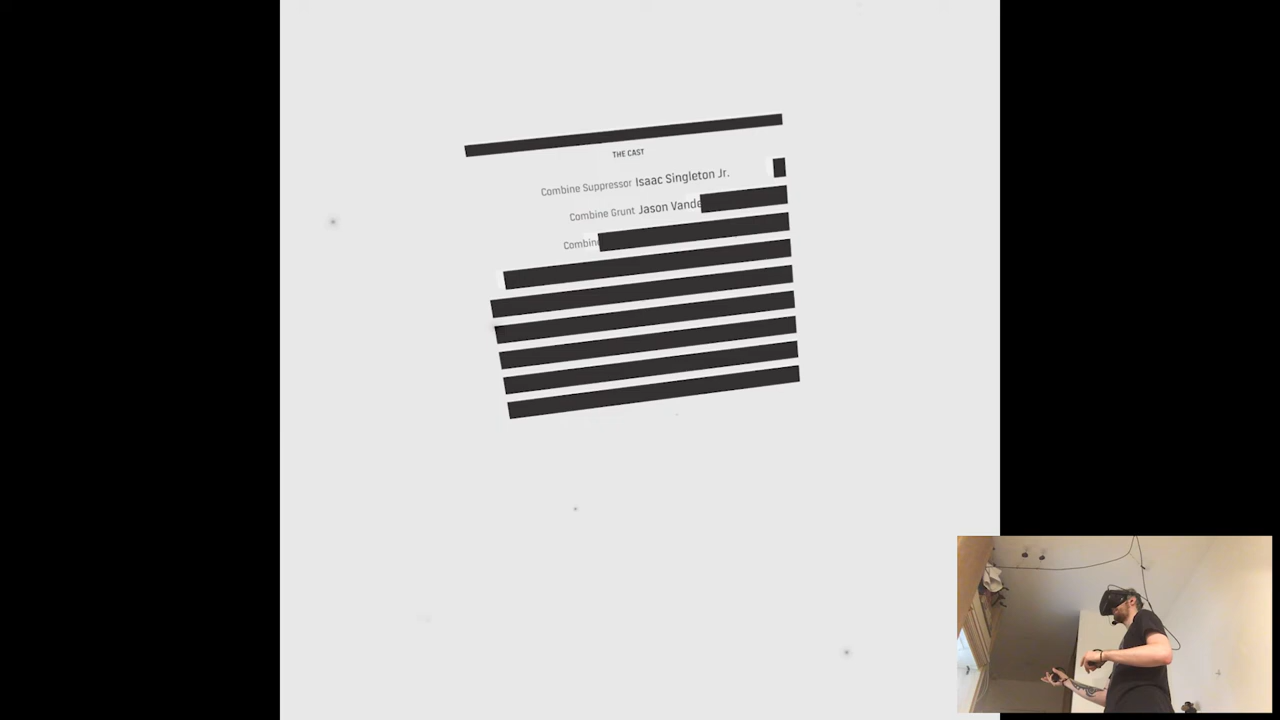 THE CAST
Combine Suppressor Isaac Singleton Jr.
Combine Grunt Jason Vande
Combine